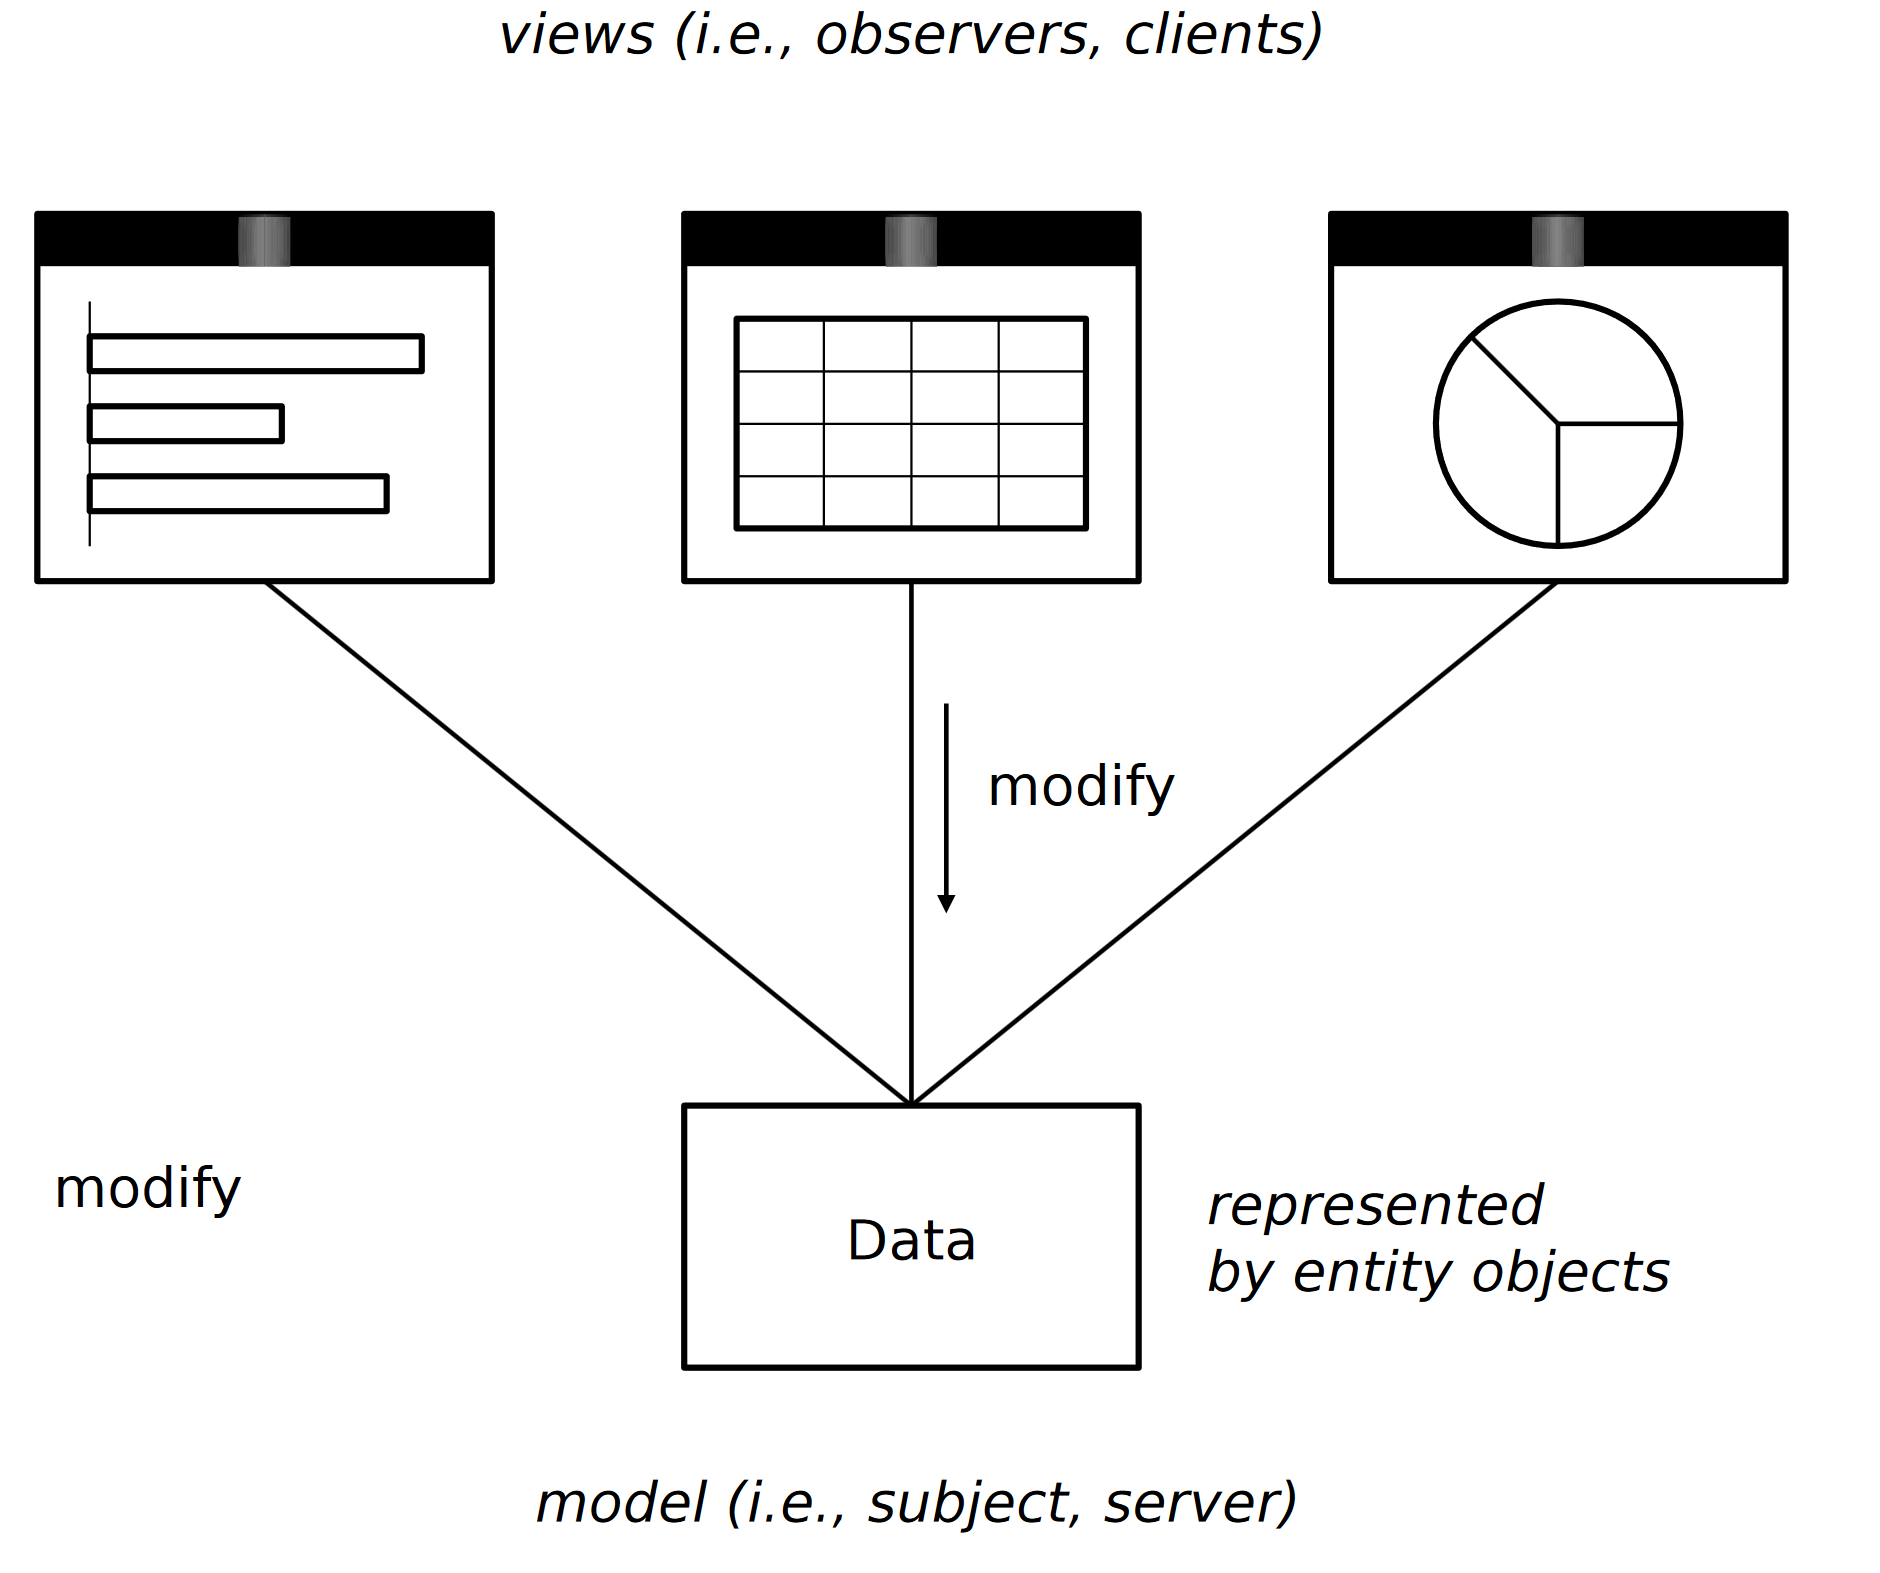 views (i.e., observers, clients)
modify
modify
Data
represented
by entity objects
model (i.e., subject, server)